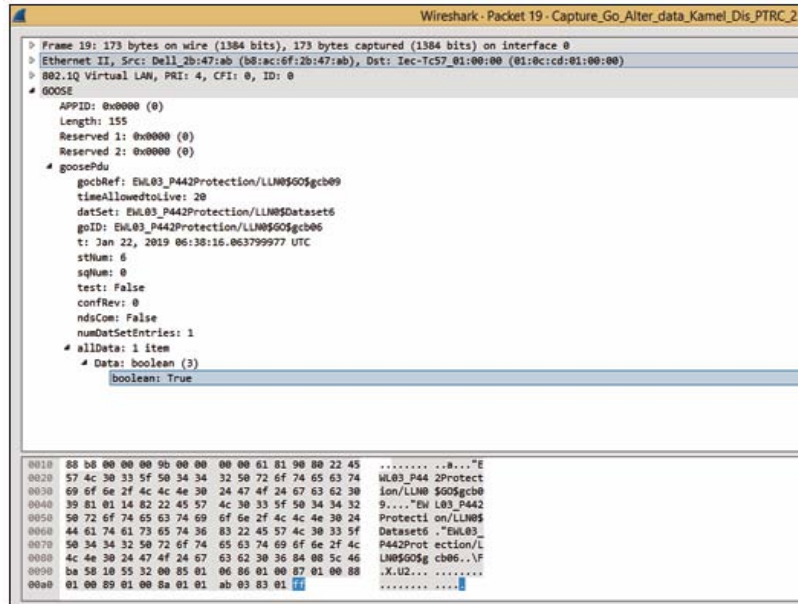 Wireshark · Packet 19 - Capture_Go_Alter_data_Kamel_Dis_PTRC_2
Frame 19: 173 bytes on wire (1384 bits), 173 bytes captured (1384 bits) on interface 0
Ethernet II, Src: Dell_2b:47:ab (b8:ac:6f:2b:47:ab), Dst: Iec-Tc57_01:00:00 (01:0c:cd:01:00:00)
802.1Q Virtual LAN, PRI: 4, CFI: 0, ID: 0
GOOSE
APPID: 0x0000 (0)
Length: 155
Reserved 1: 0x0000 (0)
Reserved 2: 0x0000 (0)
goosePdu
gocbRef: EWL03_P442Protection/LLN0$GO$gcb09
timeAllowedtoLive: 20
datSet: EWL03_P442Protection/LLN0$Dataset6
goID: EWL03_P442Protection/LLN0$GO$gcb06
t: Jan 22, 2019 06:38:16.063799977 UTC
stNum: 6
sqNum: 0
test: False
confRev: 0
ndsCom: False
numDatSetEntries: 1
allData: 1 item
Data: boolean (3)
boolean: True
0010 88 b8 00 00 00 9b 00 00 00 00 61 81 90 80 22 45 ........ ..a..."E
0020 57 4c 30 33 5f 50 34 34 32 50 72 6f 74 65 63 74 WL03_P44 2Protect
0030 69 6f 6e 2f 4c 4c 4e 30 24 47 4f 24 67 63 62 30 ion/LLN0 $GO$gcb0
0040 39 81 01 14 82 22 45 57 4c 30 33 5f 50 34 34 32 9...."EW L03_P442
0050 50 72 6f 74 65 63 74 69 6f 6e 2f 4c 4c 4e 30 24 Protecti on/LLN0$
0060 44 61 74 61 73 65 74 36 83 22 45 57 4c 30 33 5f Dataset6 ."EWL03_
0070 50 34 34 32 50 72 6f 74 65 63 74 69 6f 6e 2f 4c P442Prot ection/L
0080 4c 4e 30 24 47 4f 24 67 63 62 30 36 84 08 5c 46 LN0$GO$g cb06..\F
0090 ba 58 10 55 32 00 85 01 06 86 01 00 87 01 00 88 .X.U2... ........
00a0 01 00 89 01 00 8a 01 01 ab 03 83 01 ff ........ .....